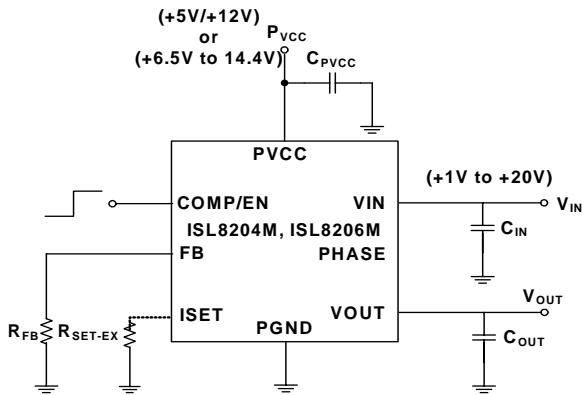 (+5V/+12V)
or
(+6.5V to 14.4V)
PVCC
CPVCC
PVCC
COMP/EN
VIN
(+1V to +20V)
VIN
ISL8204M, ISL8206M
CIN
FB
PHASE
ISET
VOUT
VOUT
PGND
RFB
RSET-EX
COUT